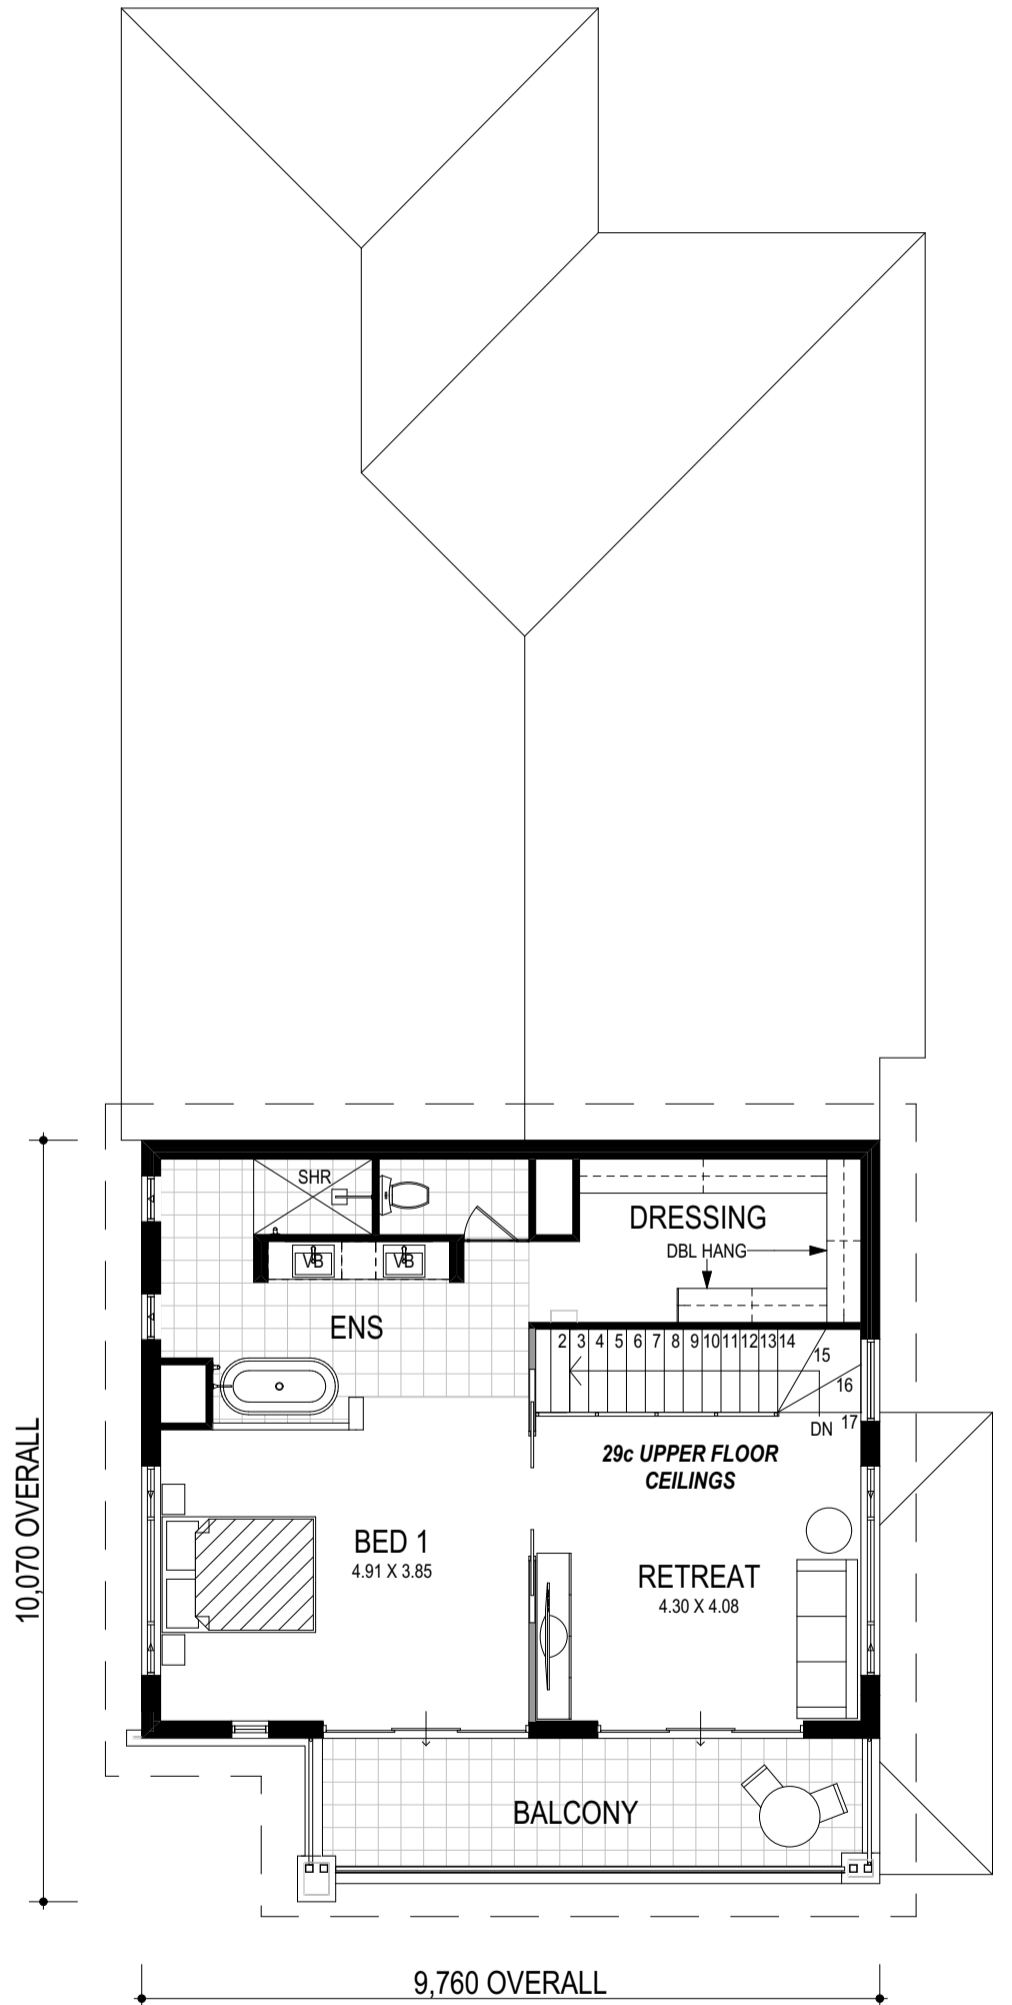 SHR
DRESSING
DBL HANG
VB
VB
ENS
2 3 4 5 6 7 8 9 10 11 12 13 14
15
16
17
DN
29c UPPER FLOOR
CEILINGS
BED 1
4.91 X 3.85
RETREAT
4.30 X 4.08
BALCONY
10,070 OVERALL
9,760 OVERALL